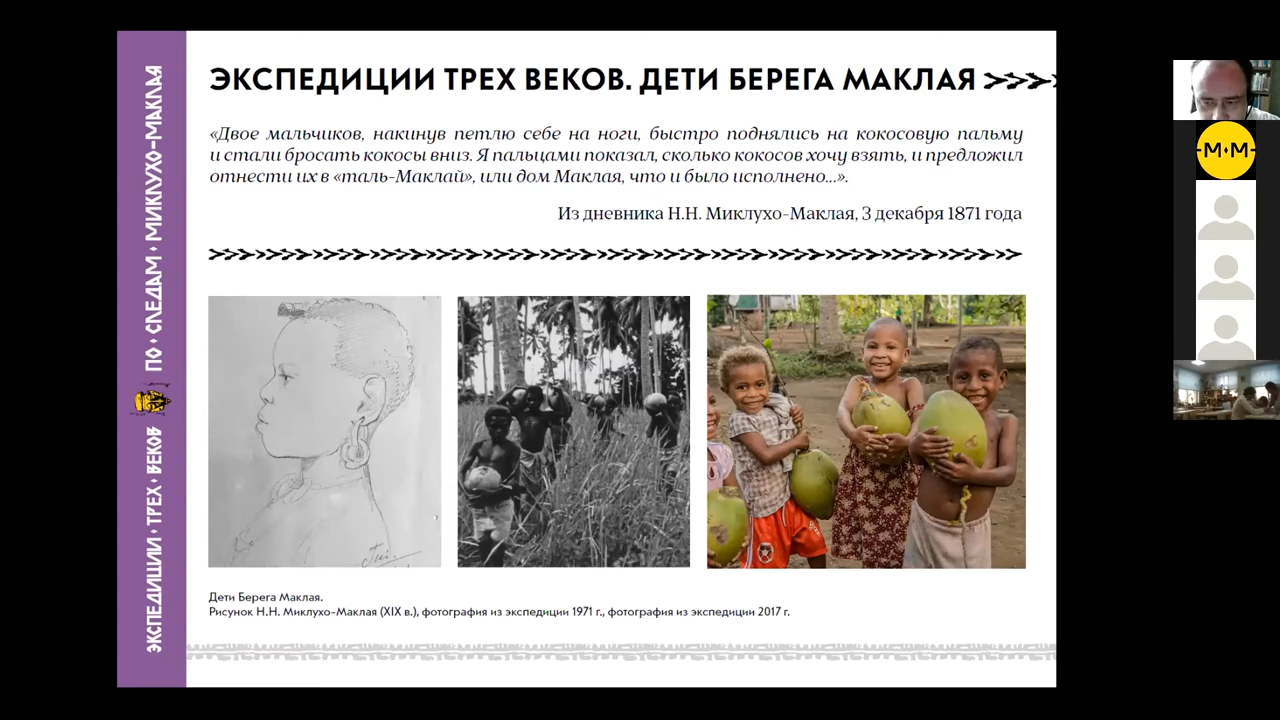 ЭКСПЕДИЦИИ ТРЕХ ВЕКОВ. ДЕТИ БЕРЕГА МАКЛАЯ
«Двое мальчиков, накинув петлю себе на ноги, быстро поднялись на кокосовую пальму
и стали бросать кокосы вниз. Я пальцами показал, сколько кокосов хочу взять, и предложил
отнести их в «таль-Маклай», или дом Маклая, что и было исполнено...».
Из дневника Н.Н. Миклухо-Маклая, 3 декабря 1871 года
Дети Берега Маклая.
Рисунок Н.Н. Миклухо-Маклая (XIX в.), фотография из экспедиции 1971 г., фотография из экспедиции 2017 г.
ЭКСПЕДИЦИИ • ТРЕХ • ВЕКОВ
ПО • СЛЕДАМ • МИКЛУХО-МАКЛАЯ
-М•М-